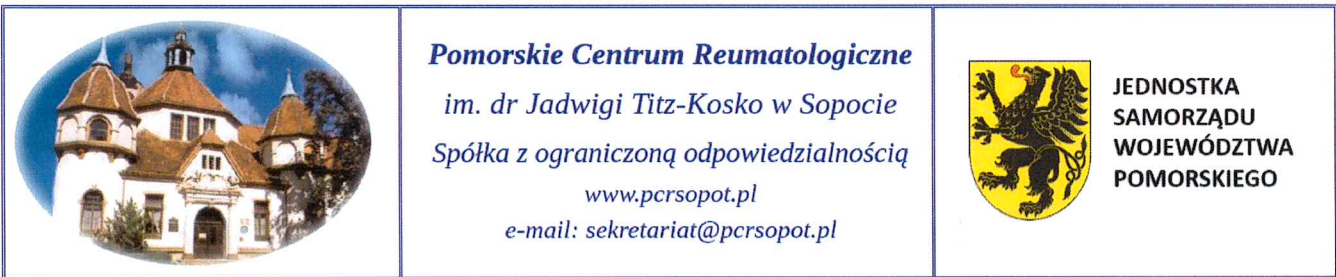 Pomorskie Centrum Reumatologiczne
im. dr Jadwigi Titz-Kosko w Sopocie
Spółka z ograniczoną odpowiedzialnością
www.pcrsopot.pl
e-mail: sekretariat@pcrsopot.pl
JEDNOSTKA
SAMORZĄDU
WOJEWÓDZTWA
POMORSKIEGO